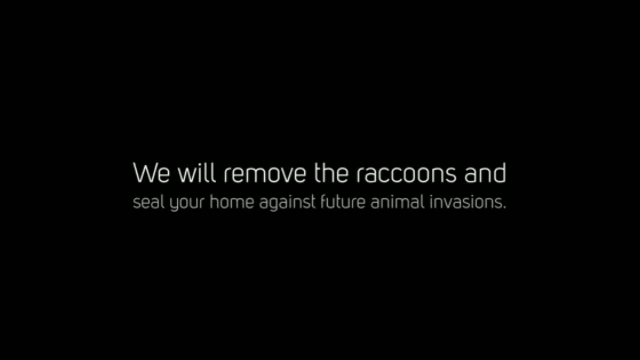 We will remove the raccoons and
seal your home against future animal invasions.